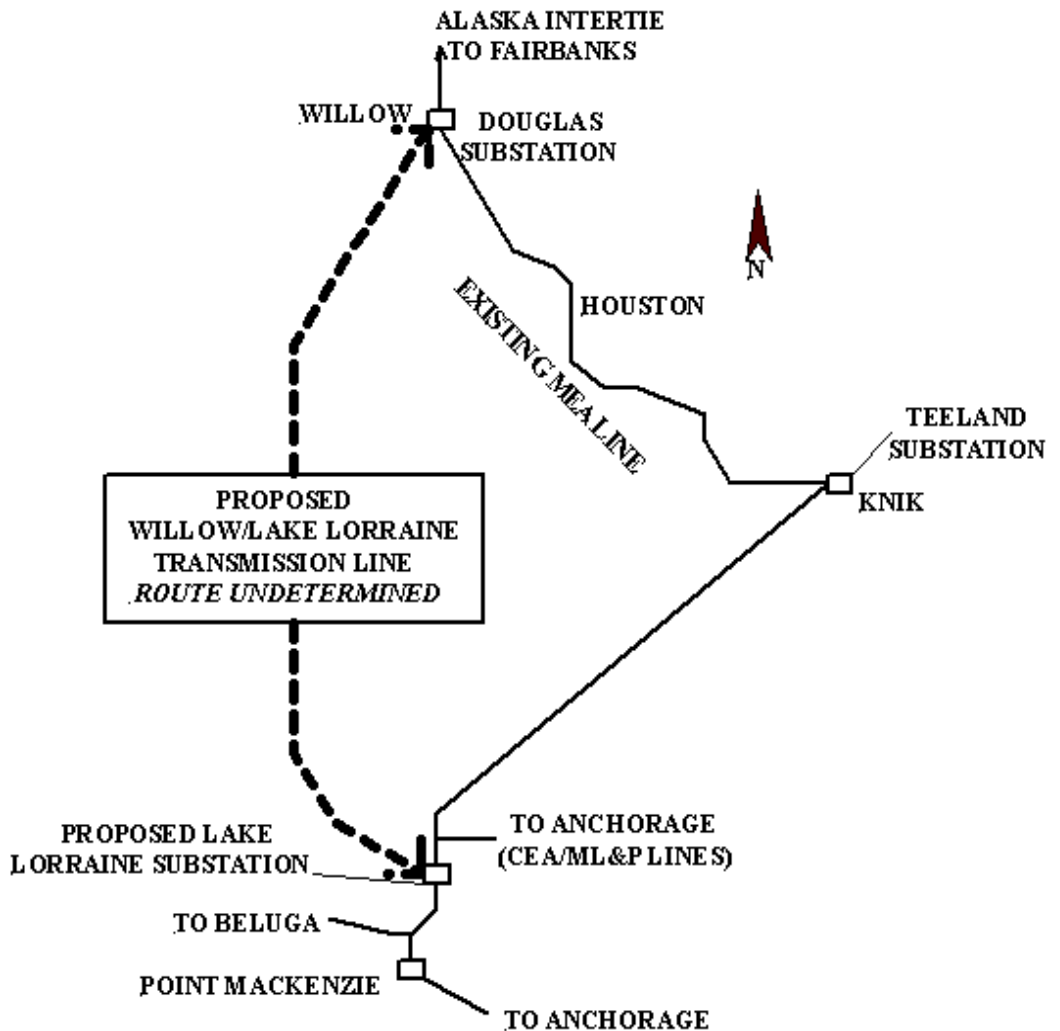 ALASKA INTERTIE
TO FAIRBANKS
WILLOW
DOUGLAS
SUBSTATION
N
HOUSTON
EXISTING MEA LINE
TEELAND
SUBSTATION
KNIK
PROPOSED
WILLOW/LAKE LORRAINE
TRANSMISSION LINE
ROUTE UNDETERMINED
PROPOSED LAKE
LORRAINE SUBSTATION
TO ANCHORAGE
(CEA/ML&P LINES)
TO BELUGA
POINT MACKENZIE
TO ANCHORAGE